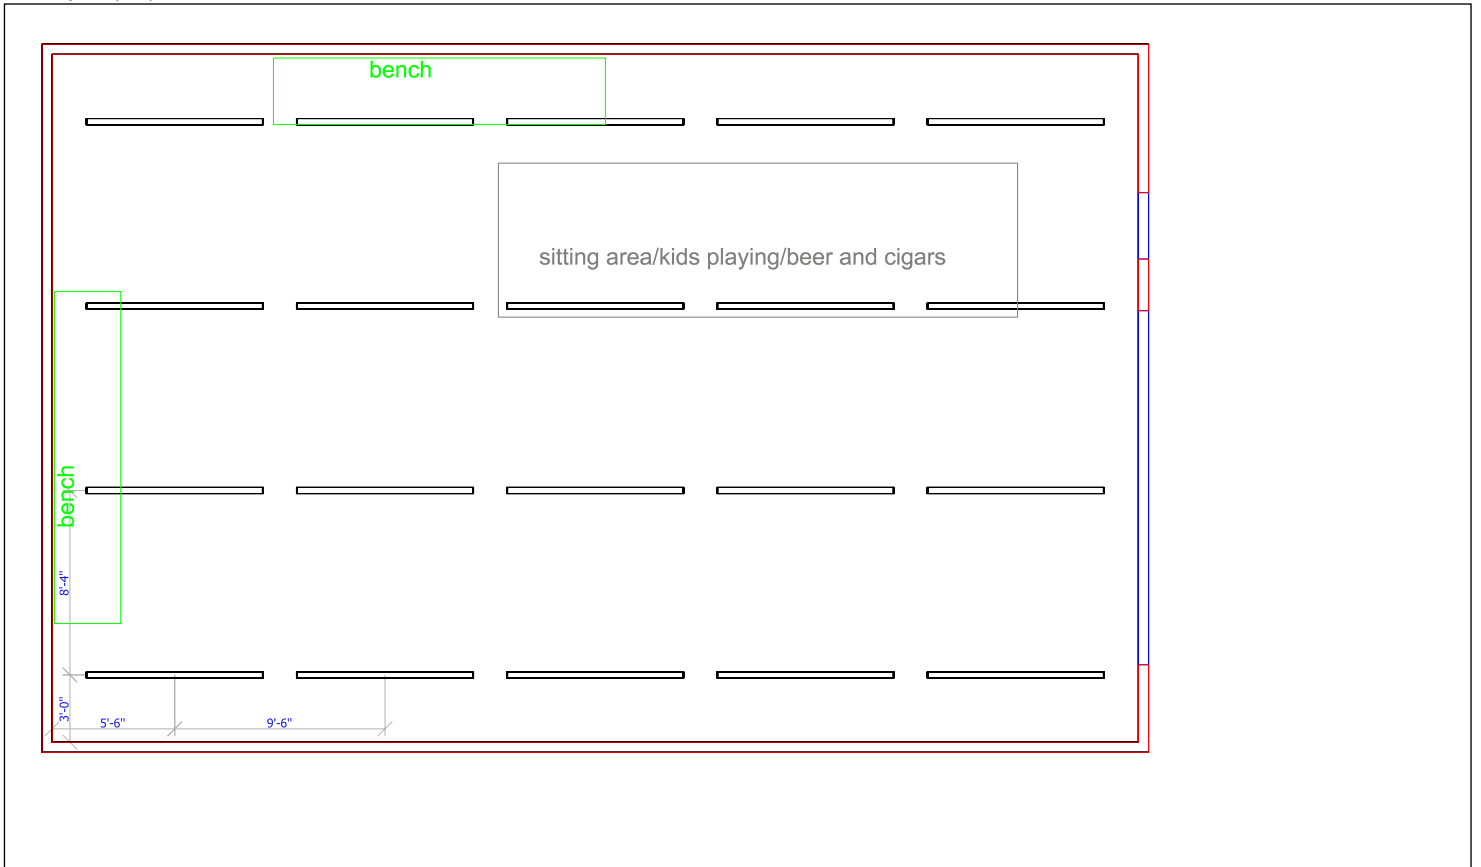 bench
sitting area/kids playing/beer and cigars
bench
8'-4"
3'-0"
5'-6"
9'-6"